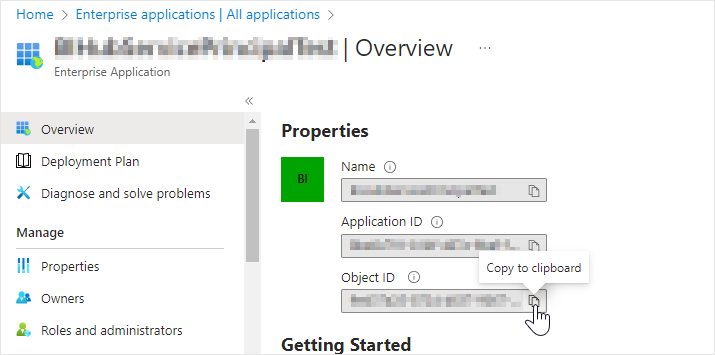 Home > Enterprise applications | All applications >
| Overview ...
Enterprise Application
«
Overview
Deployment Plan
Diagnose and solve problems
Manage
Properties
Owners
Roles and administrators
Properties
BI
Name
Application ID
Copy to clipboard
Object ID
Getting Started